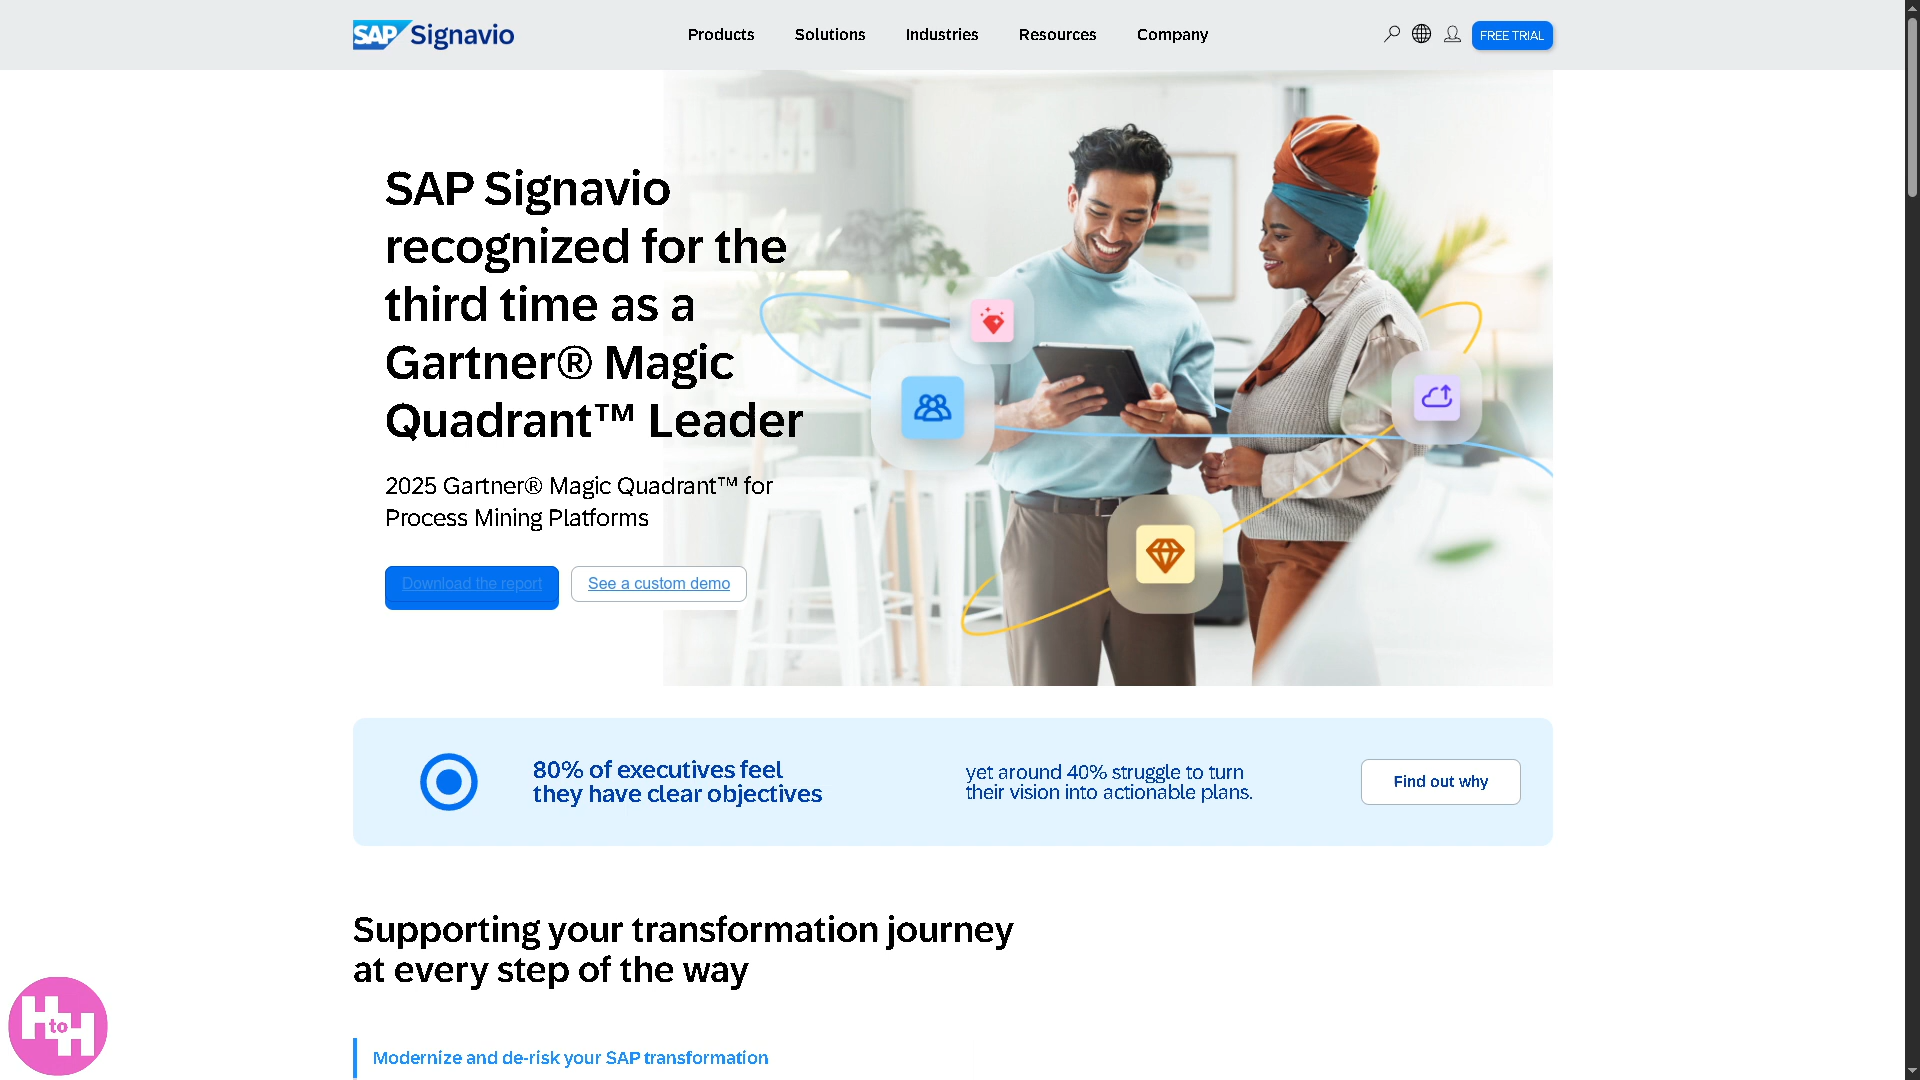 SAP Signavio
Products
Solutions
Industries
Resources
Company
FREE TRIAL
SAP Signavio
recognized for the
third time as a
Gartner® Magic
Quadrant™ Leader
2025 Gartner® Magic Quadrant™ for
Process Mining Platforms
Download the report
See a custom demo
80% of executives feel
they have clear objectives
yet around 40% struggle to turn
their vision into actionable plans.
Find out why
Supporting your transformation journey
at every step of the way
Modernize and de-risk your SAP transformation
H to H